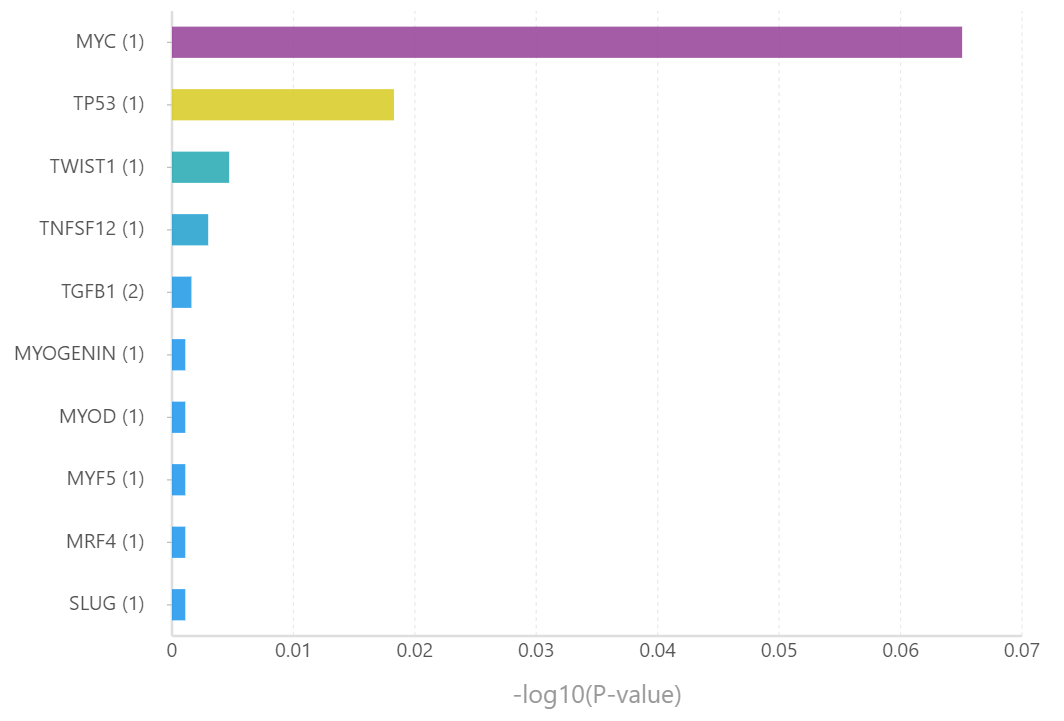 MYC (1)
TP53 (1)
TWIST1 (1)
TNFSF12 (1)
TGFB1 (2)
MYOGENIN (1)
MYOD (1)
MYF5 (1)
MRF4 (1)
SLUG (1)
0 0.01 0.02 0.03 0.04 0.05 0.06 0.07
-log10(P-value)